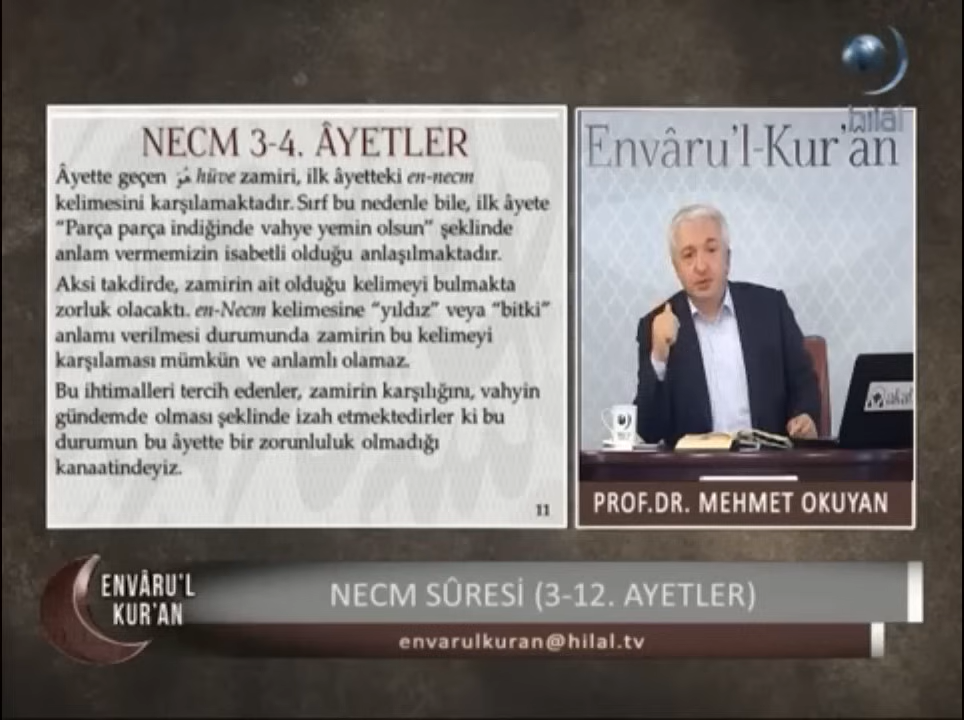 hilal
NECM 3-4. ÂYETLER
Âyette geçen هُوَ hüve zamiri, ilk âyetteki en-necm
kelimesini karşılamaktadır. Sırf bu nedenle bile, ilk âyete
“Parça parça indiğinde vahye yemin olsun” şeklinde
anlam vermemizin isabetli olduğu anlaşılmaktadır.
Aksi takdirde, zamirin ait olduğu kelimeyi bulmakta
zorluk olacaktı. en-Necm kelimesine “yıldız” veya “bitki”
anlamı verilmesi durumunda zamirin bu kelimeyi
karşılaması mümkün ve anlamlı olamaz.
Bu ihtimalleri tercih edenler, zamirin karşılığını, vahyin
gündemde olması şeklinde izah etmektedirler ki bu
durumun bu âyette bir zorunluluk olmadığı
kanaatindeyiz.
11
Envâru'l-Kur'an
PROF.DR. MEHMET OKUYAN
ENVÂRU'L
KUR'AN
NECM SÛRESİ (3-12. AYETLER)
envarulkuran@hilal.tv